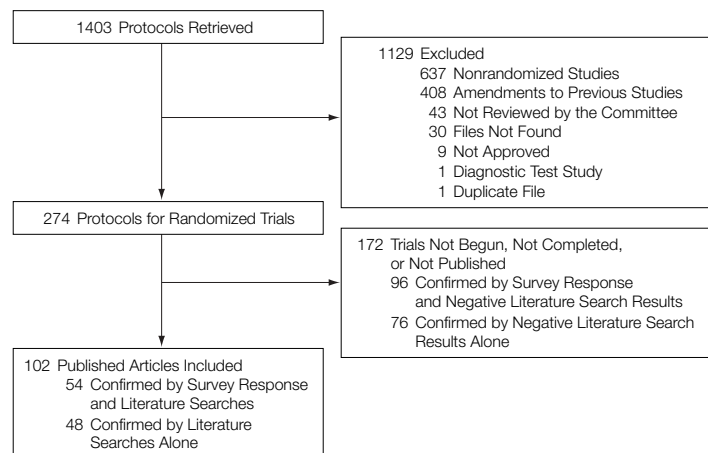 1403 Protocols Retrieved
1129 Excluded
637 Nonrandomized Studies
408 Amendments to Previous Studies
43 Not Reviewed by the Committee
30 Files Not Found
9 Not Approved
1 Diagnostic Test Study
1 Duplicate File
274 Protocols for Randomized Trials
172 Trials Not Begun, Not Completed,
or Not Published
96 Confirmed by Survey Response
and Negative Literature Search Results
76 Confirmed by Negative Literature Search
Results Alone
102 Published Articles Included
54 Confirmed by Survey Response
and Literature Searches
48 Confirmed by Literature
Searches Alone